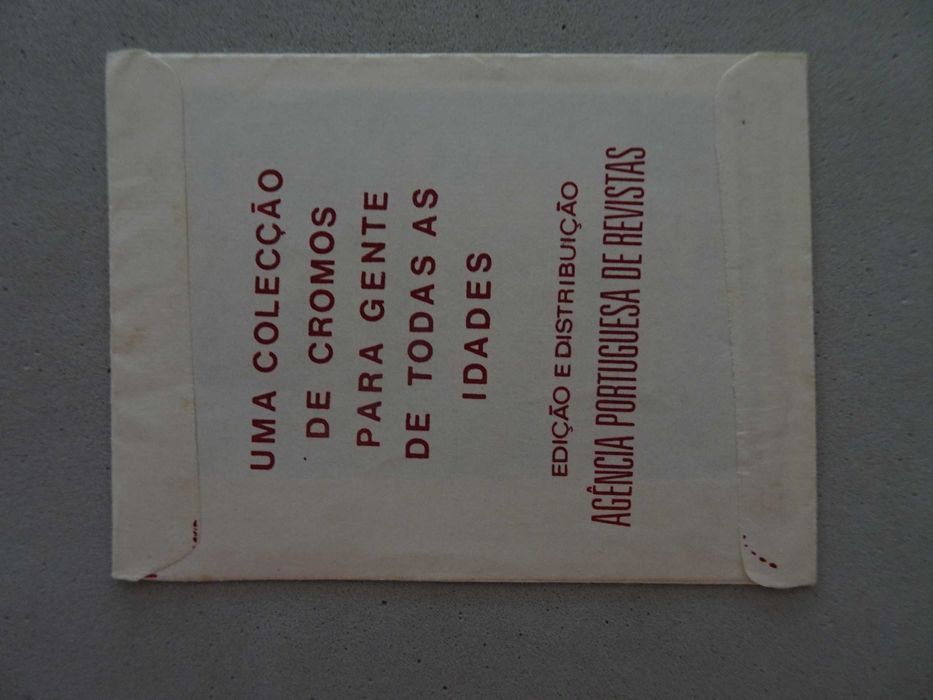 UMA COLECÇÃO
DE CROMOS
PARA GENTE
DE TODAS AS
IDADES
EDIÇÃO E DISTRIBUIÇÃO
AGÊNCIA PORTUGUESA DE REVISTAS